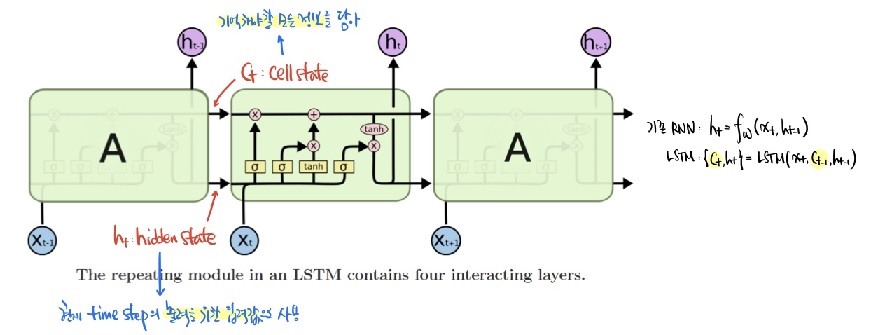 기억해야할 모든 정보를 담아
h_{t-1} h_t h_{t+1}
C_t : cell state
A A
tanh tanh tanh
σ σ tanh σ
기존 RNN: h_t = f_w(x_t, h_{t-1})
LSTM: {C_t, h_t} = LSTM(x_t, C_{t-1}, h_{t-1})
h_t: hidden state
X_{t-1} X_t X_{t+1}
The repeating module in an LSTM contains four interacting layers.
현재 time step의 출력을 위한 입력값으로 사용